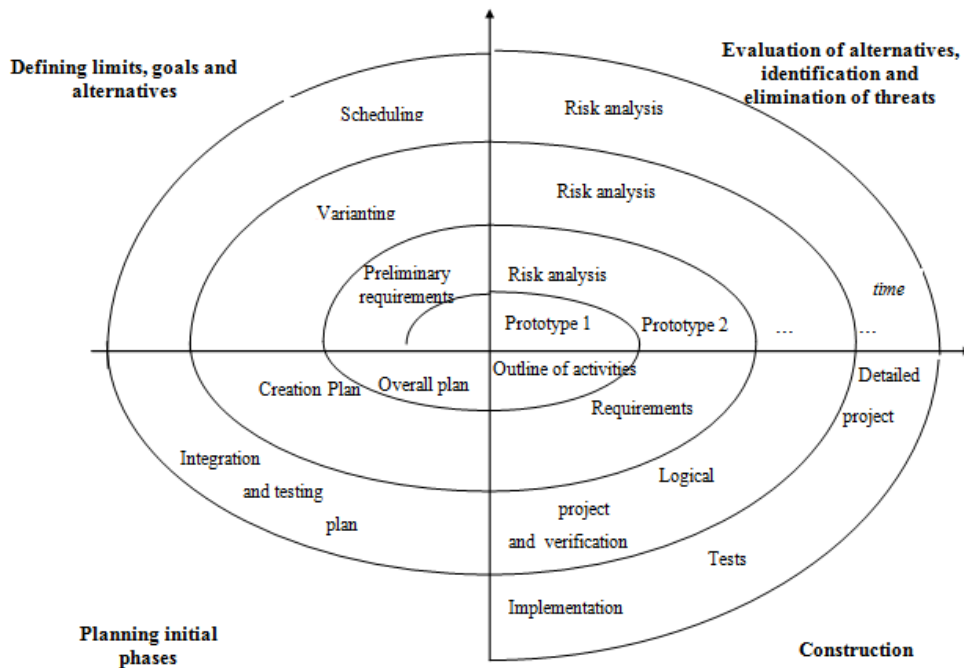 Defining limits, goals and
alternatives
Evaluation of alternatives,
identification and
elimination of threats
Scheduling
Risk analysis
Varianting
Risk analysis
Preliminary
requirements
Risk analysis
time
Prototype 1
Prototype 2
...
...
Creation Plan
Overall plan
Outline of activities
Detailed
project
Requirements
Integration
and testing
plan
Logical
project
and verification
Tests
Implementation
Planning initial
phases
Construction